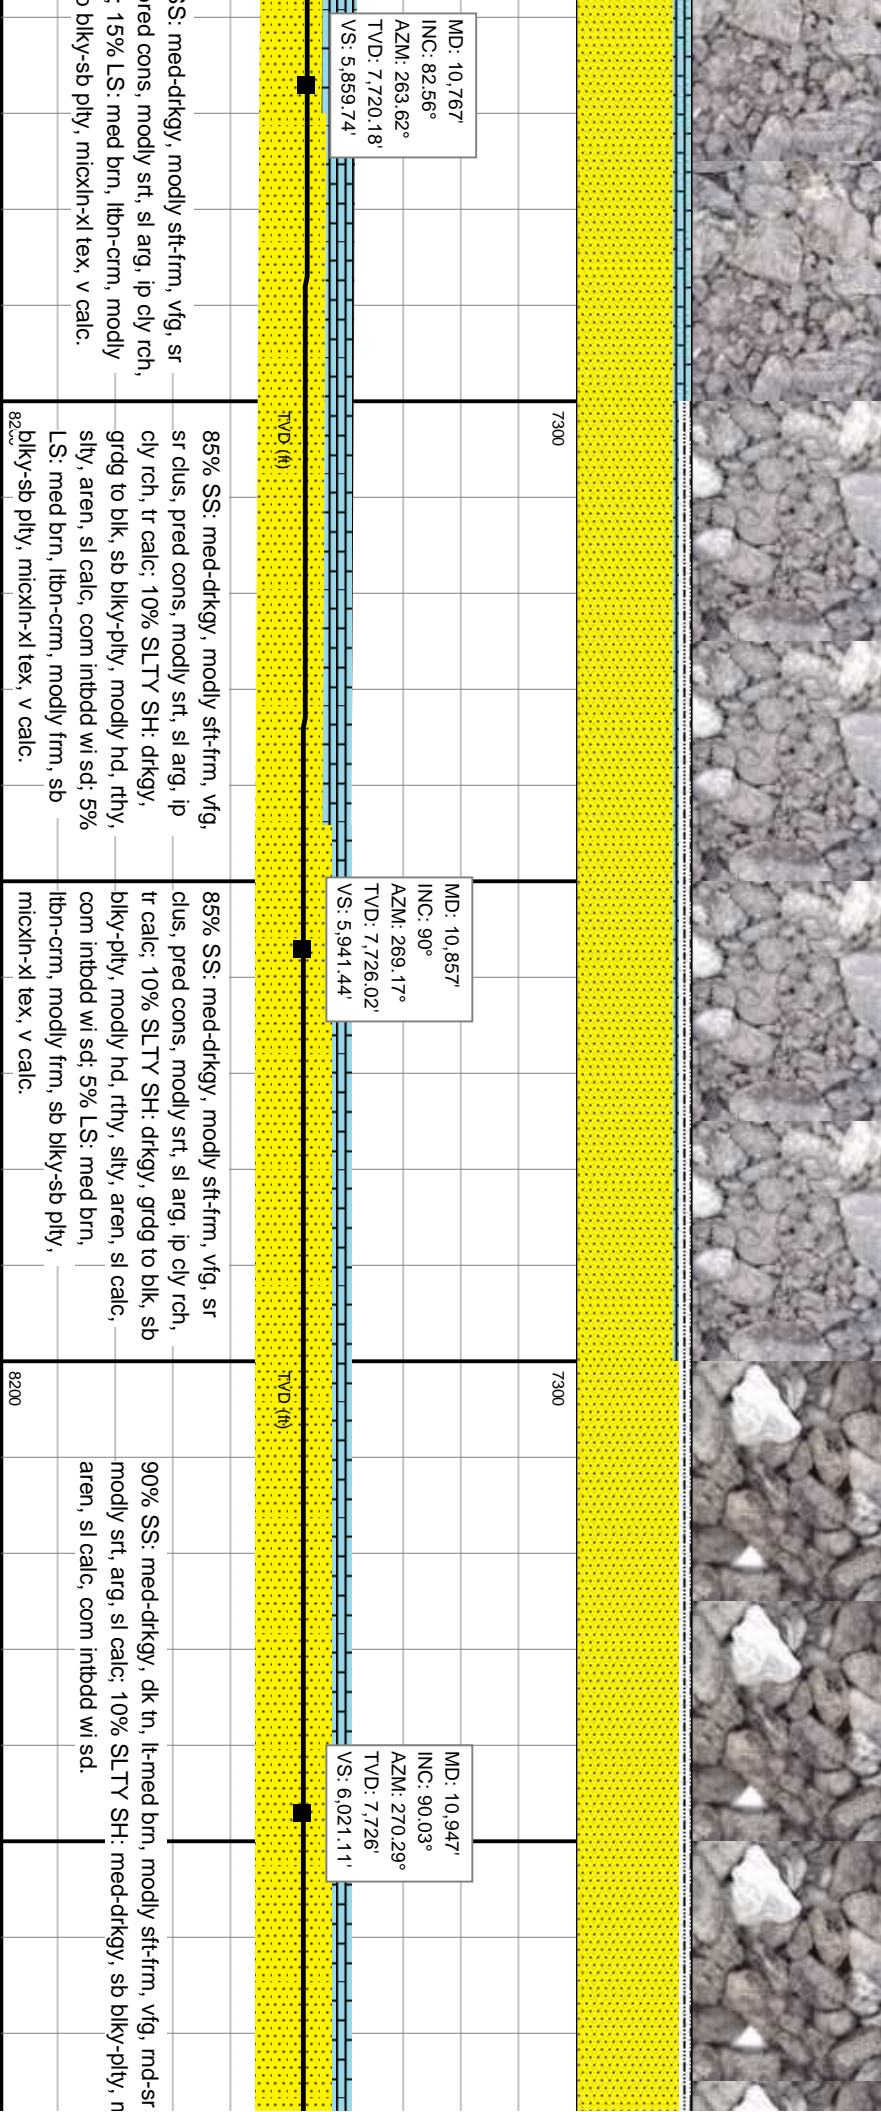 MD: 10,767'
INC: 82.56°
AZM: 263.62°
TVD: 7,720.18'
VS: 5,859.74'
SS: med-drkgy, modly sft-frm, vfg, sr
pred cons, modly srt, sl arg, ip cly rch,
; 15% LS: med brn, ltbn-crm, modly
blky-sb plty, micxln-xl tex, v calc.
7300
TVD (ft)
85% SS: med-drkgy, modly sft-frm, vfg,
sr clus, pred cons, modly srt, sl arg, ip
cly rch, tr calc; 10% SLTY SH: drkgy,
grdg to blk, sb blky-plty, modly hd, rthy,
slty, aren, sl calc, com intbdd wi sd; 5%
LS: med brn, ltbn-crm, modly frm, sb
blky-sb plty, micxln-xl tex, v calc.
8200
MD: 10,857'
INC: 90°
AZM: 269.17°
TVD: 7,726.02'
VS: 5,941.44'
85% SS: med-drkgy, modly sft-frm, vfg, sr
clus, pred cons, modly srt, sl arg, ip cly rch,
tr calc; 10% SLTY SH: drkgy, grdg to blk, sb
blky-plty, modly hd, rthy, slty, aren, sl calc,
com intbdd wi sd; 5% LS: med brn,
ltbn-crm, modly frm, sb blky-sb plty,
micxln-xl tex, v calc.
7300
TVD (ft)
8200
90% SS: med-drkgy, dk tn, lt-med brn, modly sft-frm, vfg, rnd-sr
modly srt, arg, sl calc; 10% SLTY SH: med-drkgy, sb blky-plty,
aren, sl calc, com intbdd wi sd.
MD: 10,947'
INC: 90.03°
AZM: 270.29°
TVD: 7,726'
VS: 6,021.11'